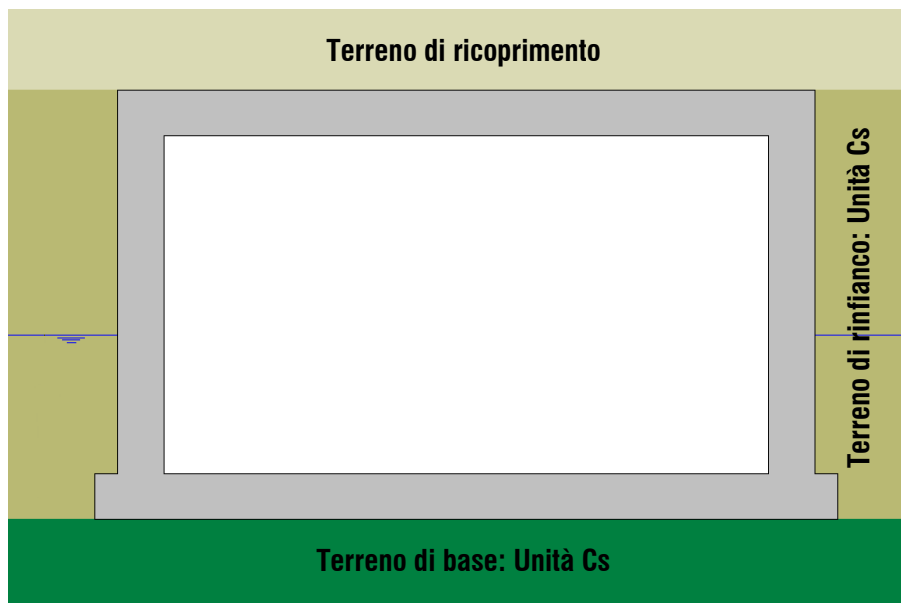 Terreno di ricoprimento
Terreno di rinfianco: Unità Cs
Terreno di base: Unità Cs